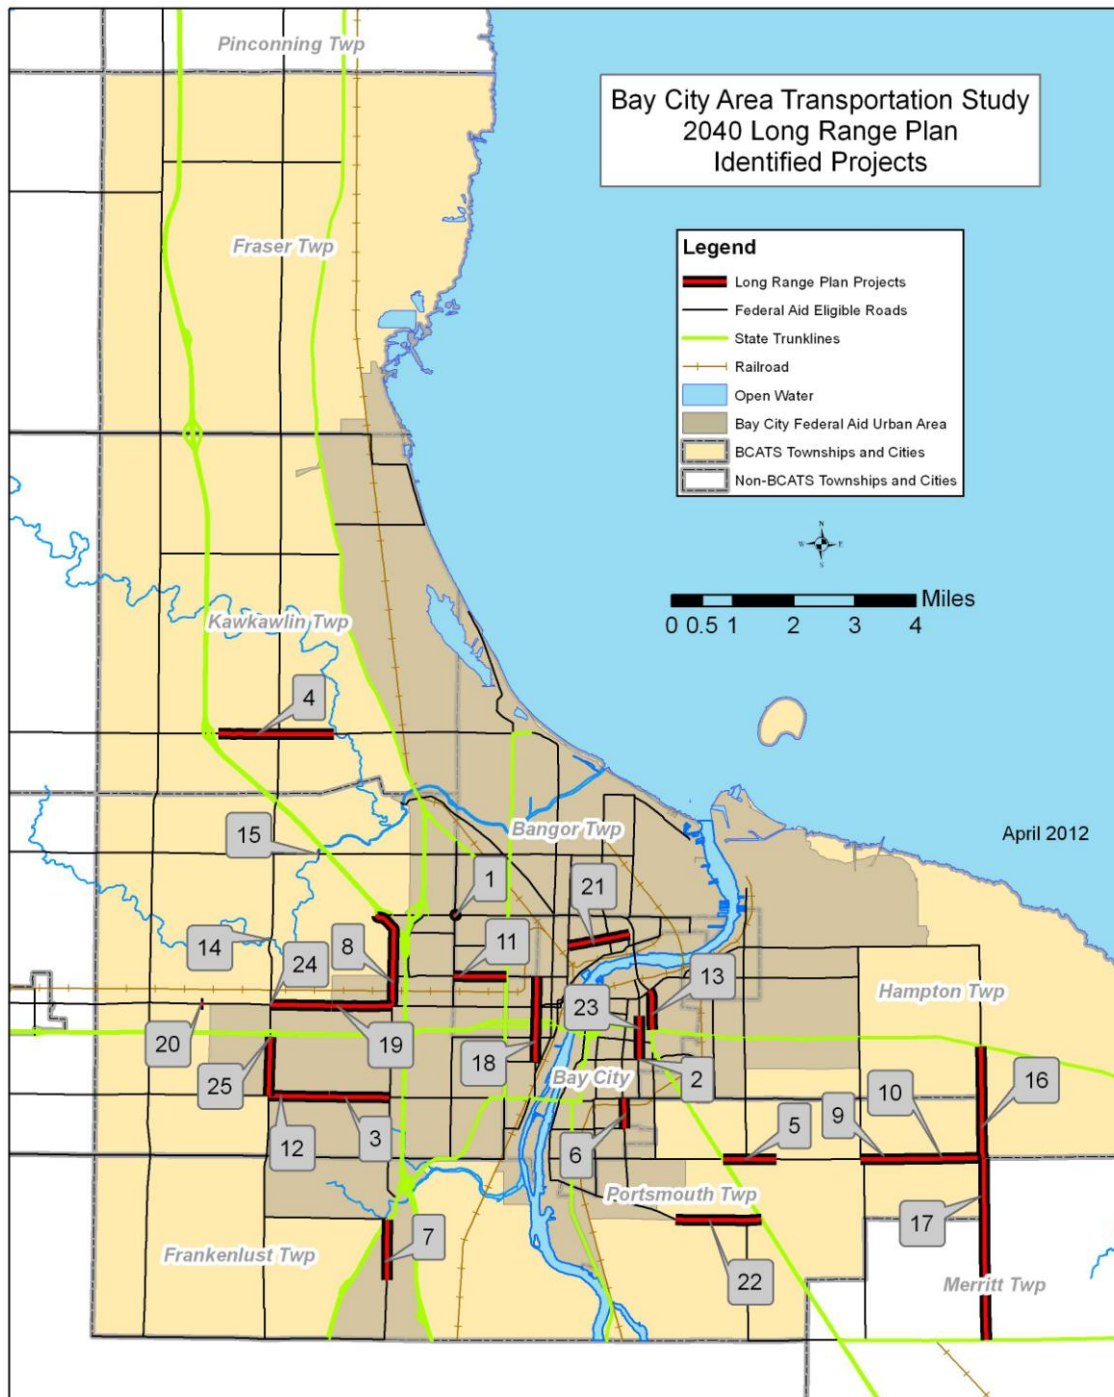 Pinconning Twp
Bay City Area Transportation Study
2040 Long Range Plan
Identified Projects
Fraser Twp
Legend
Long Range Plan Projects
Federal Aid Eligible Roads
State Trunklines
Railroad
Open Water
Bay City Federal Aid Urban Area
BCATS Townships and Cities
Non-BCATS Townships and Cities
N
W E
S
Miles
0 0.5 1 2 3 4
Kawkawlin Twp
4
April 2012
Bangor Twp
15
1
21
11
8
14
24
13
23
Hampton Twp
20
19
18
Bay City
2
25
16
10
9
5
12
3
6
Portsmouth Twp
17
7
22
Frankenlust Twp
Merritt Twp